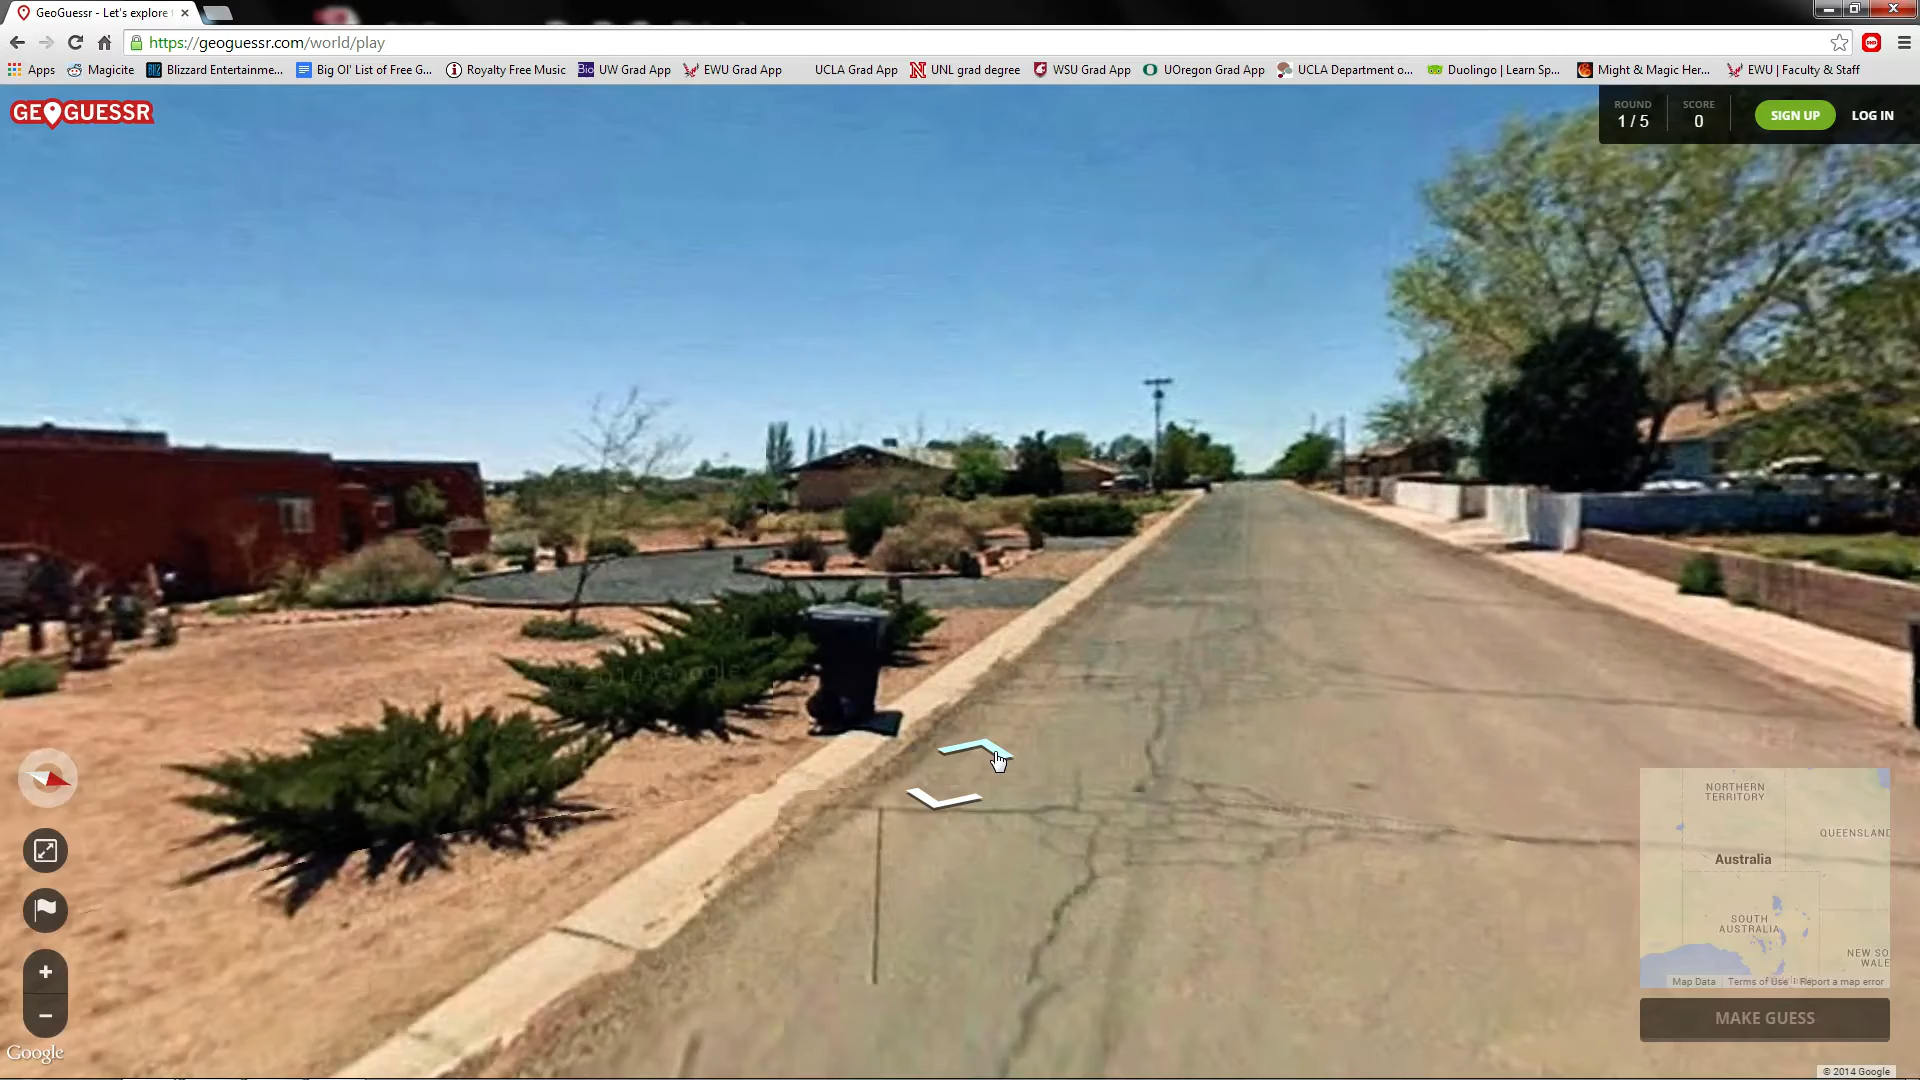 GeoGuessr - Let's explore
https://geoguessr.com/world/play
Apps Magicite Blizzard Entertainme... Big Ol' List of Free G... Royalty Free Music UW Grad App EWU Grad App UCLA Grad App UNL grad degree WSU Grad App UOregon Grad App UCLA Department o... Duolingo | Learn Sp... Might & Magic Her... EWU | Faculty & Staff
GEOGUESSR
ROUND
1 / 5
SCORE
0
SIGN UP
LOG IN
© 2014 Google
NORTHERN
TERRITORY
QUEENSLAND
Australia
SOUTH
AUSTRALIA
NEW SO
WALE
Map Data Terms of Use Report a map error
MAKE GUESS
Google
© 2014 Google